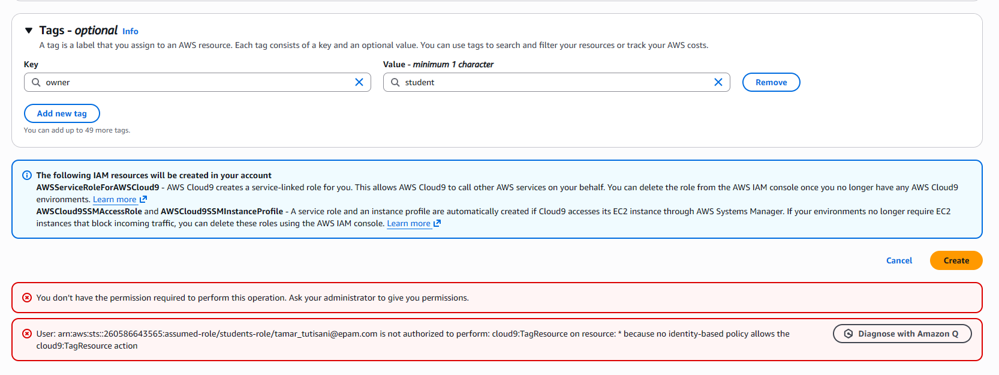 Tags - optional Info
A tag is a label that you assign to an AWS resource. Each tag consists of a key and an optional value. You can use tags to search and filter your resources or track your AWS costs.
Key
Value - minimum 1 character
owner
student
Remove
Add new tag
You can add up to 49 more tags.
The following IAM resources will be created in your account
AWSServiceRoleForAWSCloud9 - AWS Cloud9 creates a service-linked role for you. This allows AWS Cloud9 to call other AWS services on your behalf. You can delete the role from the AWS IAM console once you no longer have any AWS Cloud9
environments. Learn more
AWSCloud9SSMAccessRole and AWSCloud9SSMInstanceProfile - A service role and an instance profile are automatically created if Cloud9 accesses its EC2 instance through AWS Systems Manager. If your environments no longer require EC2
instances that block incoming traffic, you can delete these roles using the AWS IAM console. Learn more
Cancel
Create
You don't have the permission required to perform this operation. Ask your administrator to give you permissions.
User: arn:aws:sts::260586643565:assumed-role/students-role/tamar_tutisani@epam.com is not authorized to perform: cloud9:TagResource on resource: * because no identity-based policy allows the
cloud9:TagResource action
Diagnose with Amazon Q